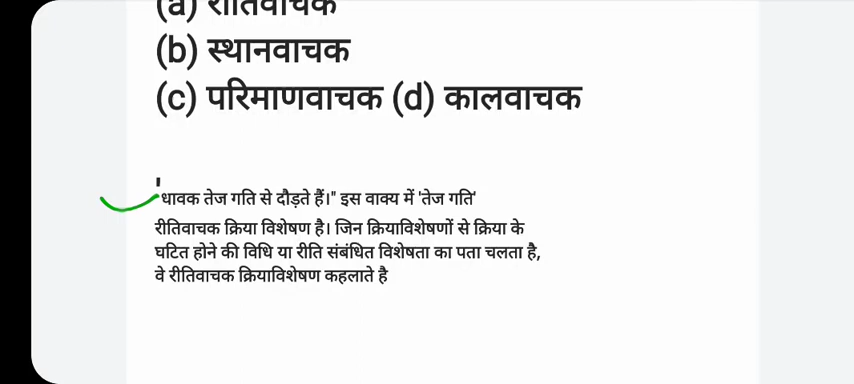 (a) रीतिवाचक
(b) स्थानवाचक
(c) परिमाणवाचक (d) कालवाचक
'
धावक तेज गति से दौड़ते हैं।" इस वाक्य में 'तेज गति'
रीतिवाचक क्रिया विशेषण है। जिन क्रियाविशेषणों से क्रिया के
घटित होने की विधि या रीति संबंधित विशेषता का पता चलता है,
वे रीतिवाचक क्रियाविशेषण कहलाते है